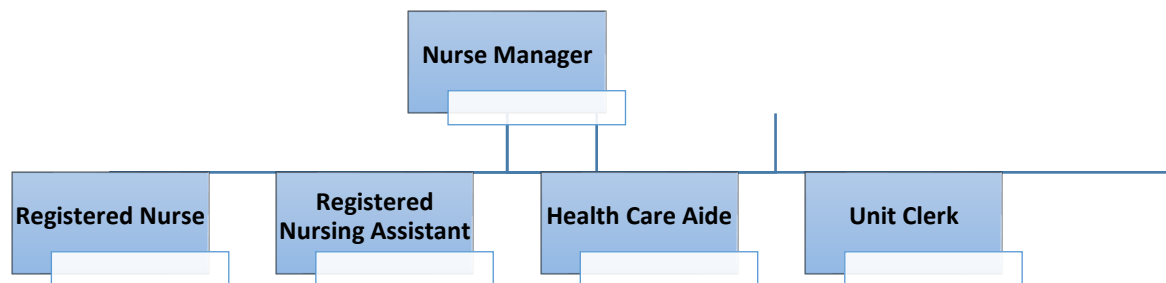 Nurse Manager
Registered Nurse
Registered
Nursing Assistant
Health Care Aide
Unit Clerk